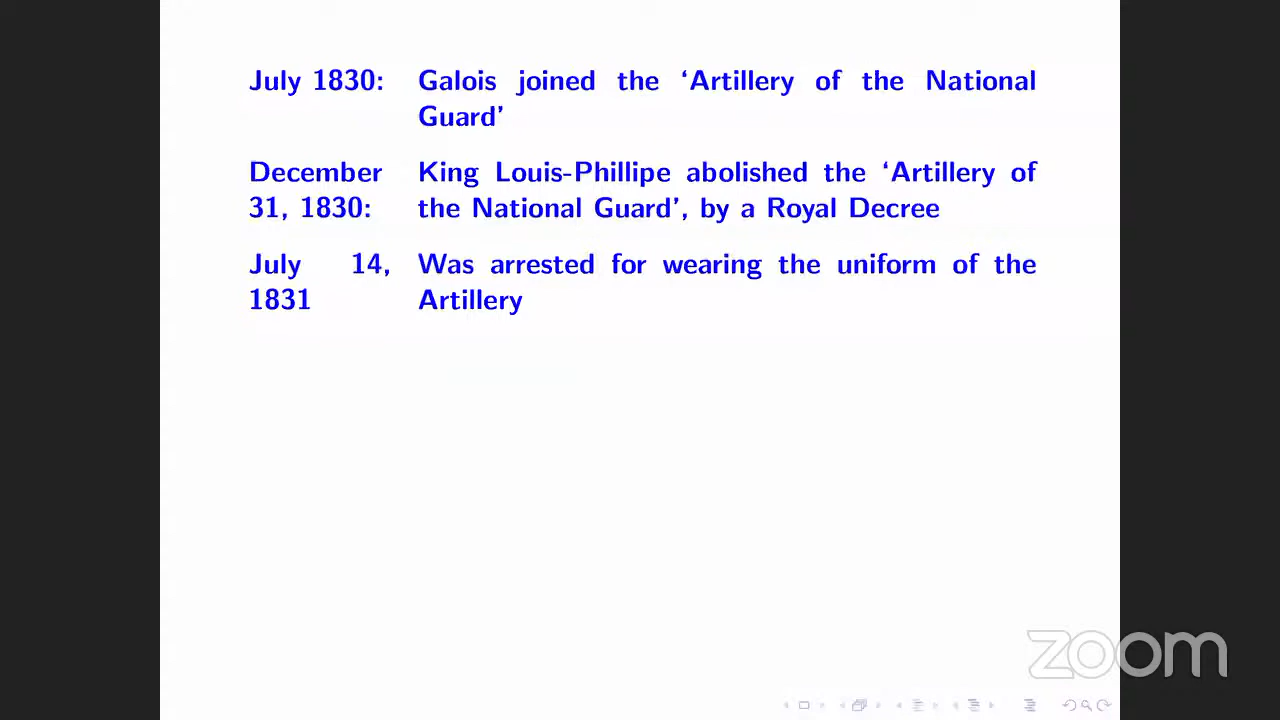 July 1830: Galois joined the ‘Artillery of the National
Guard’
December King Louis-Phillipe abolished the ‘Artillery of
31, 1830: the National Guard’, by a Royal Decree
July 14, Was arrested for wearing the uniform of the
1831 Artillery
zoom